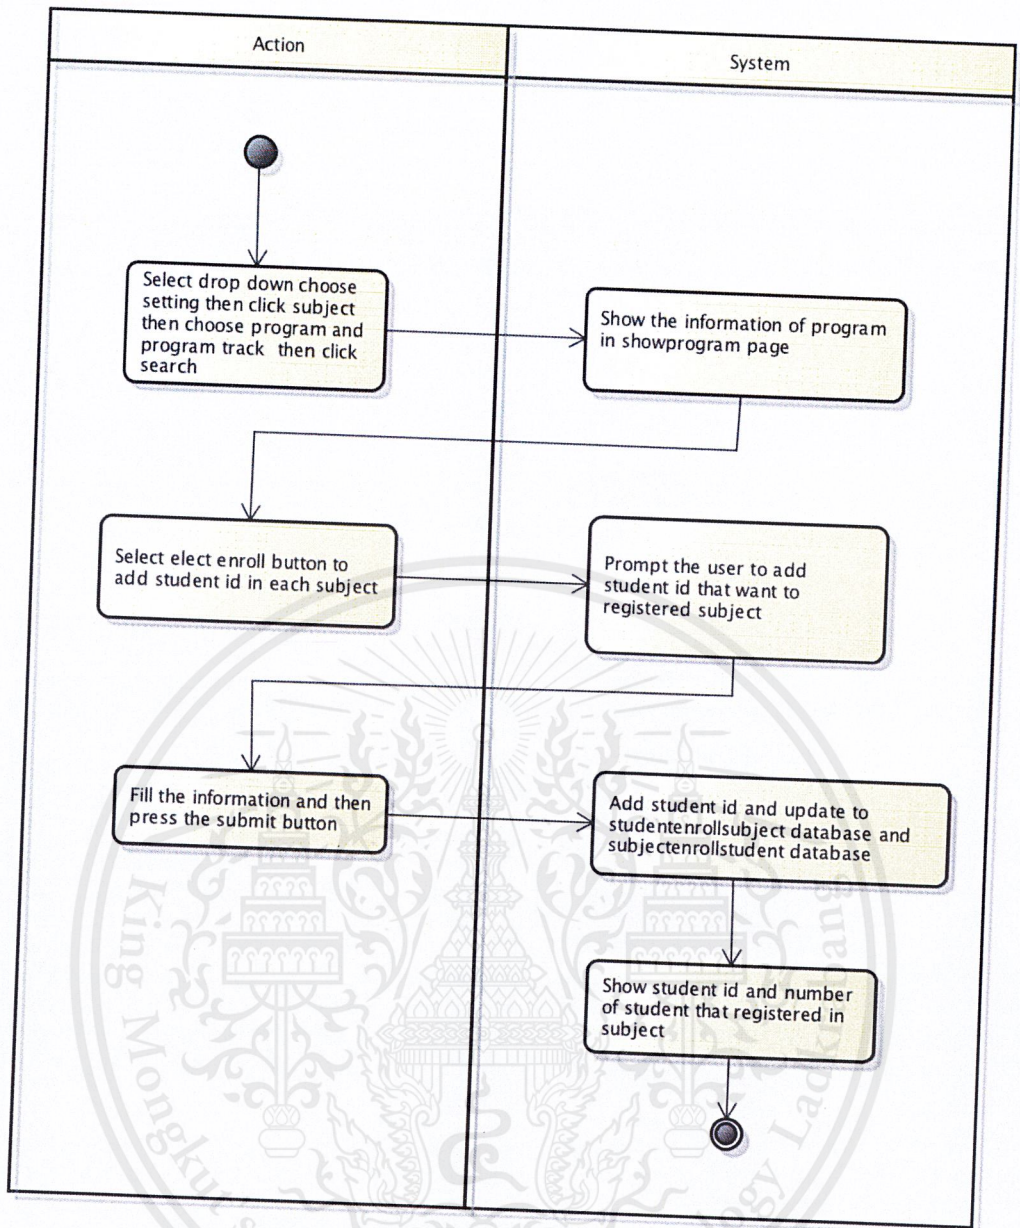 Action
System
Select drop down choose
setting then click subject
then choose program and
program track then click
search
Show the information of program
in showprogram page
Select elect enroll button to
add student id in each subject
Prompt the user to add
student id that want to
registered subject
Fill the information and then
press the submit button
Add student id and update to
studentenrollsubject database and
subjectenrollstudent database
Show student id and number
of student that registered in
subject
King Mongkut's